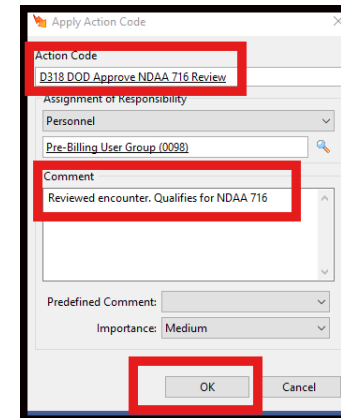 Apply Action Code
Action Code
D318 DOD Approve NDAA 716 Review
Assignment of Responsibility
Personnel
Pre-Billing User Group (0098)
Comment
Reviewed encounter. Qualifies for NDAA 716
Predefined Comment:
Importance: Medium
OK Cancel